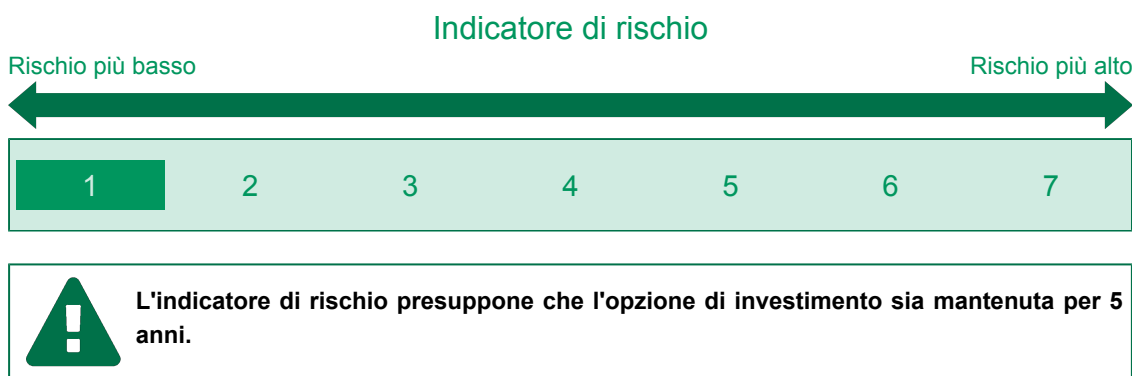 Indicatore di rischio
Rischio più basso Rischio più alto
1 2 3 4 5 6 7
L'indicatore di rischio presuppone che l'opzione di investimento sia mantenuta per 5
anni.